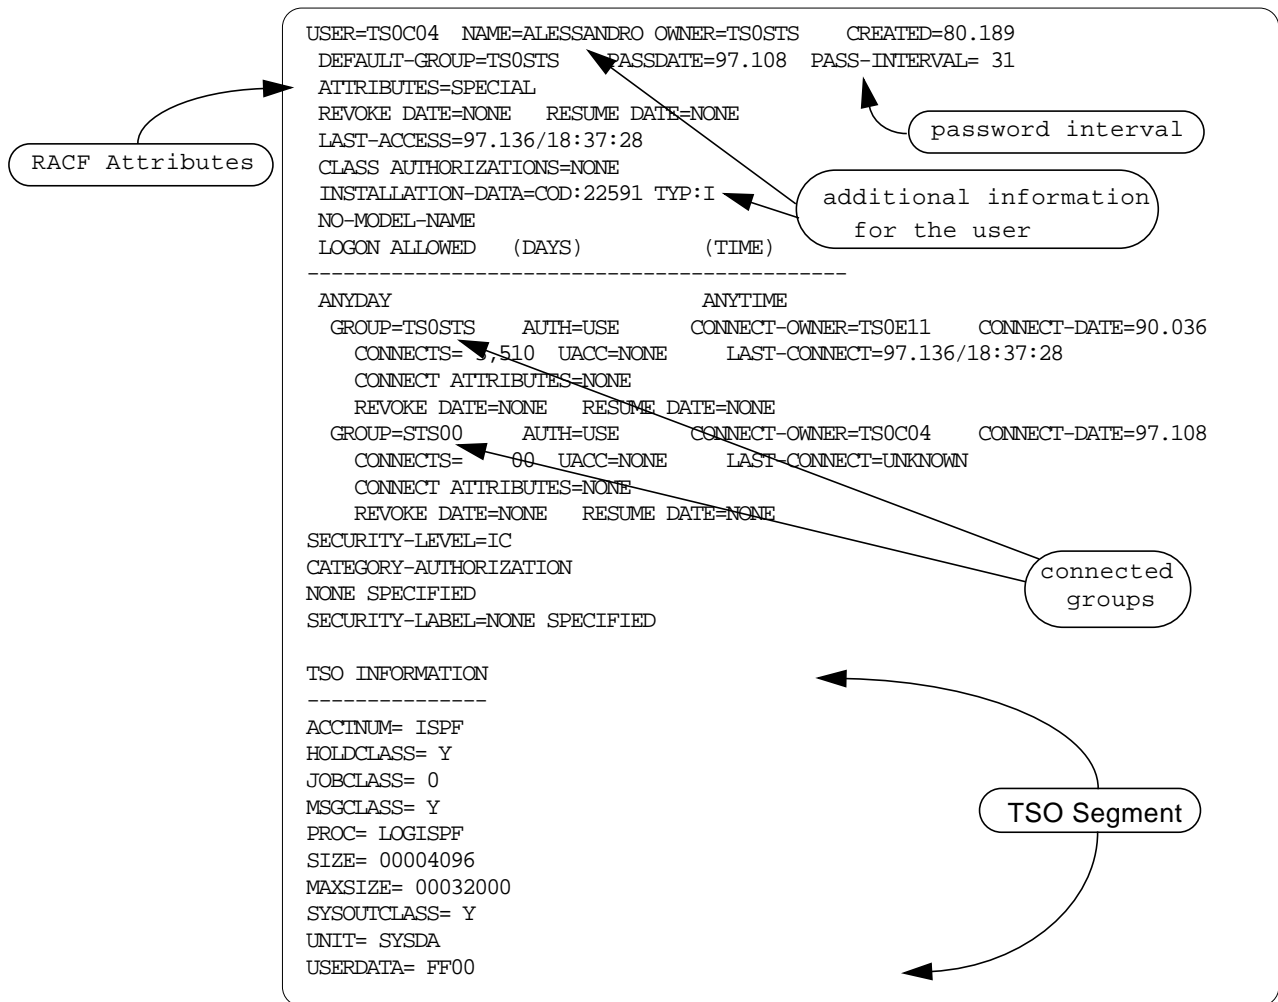 USER=TS0C04 NAME=ALESSANDRO OWNER=TS0STS CREATED=80.189
DEFAULT-GROUP=TS0STS PASSDATE=97.108 PASS-INTERVAL= 31
ATTRIBUTES=SPECIAL
REVOKE DATE=NONE RESUME DATE=NONE
LAST-ACCESS=97.136/18:37:28
CLASS AUTHORIZATIONS=NONE
INSTALLATION-DATA=COD:22591 TYP:I
NO-MODEL-NAME
LOGON ALLOWED (DAYS) (TIME)
---------------------------------------------
ANYDAY ANYTIME
GROUP=TS0STS AUTH=USE CONNECT-OWNER=TS0E11 CONNECT-DATE=90.036
CONNECTS= 3,510 UACC=NONE LAST-CONNECT=97.136/18:37:28
CONNECT ATTRIBUTES=NONE
REVOKE DATE=NONE RESUME DATE=NONE
GROUP=STS00 AUTH=USE CONNECT-OWNER=TS0C04 CONNECT-DATE=97.108
CONNECTS= 00 UACC=NONE LAST-CONNECT=UNKNOWN
CONNECT ATTRIBUTES=NONE
REVOKE DATE=NONE RESUME DATE=NONE
SECURITY-LEVEL=IC
CATEGORY-AUTHORIZATION
NONE SPECIFIED
SECURITY-LABEL=NONE SPECIFIED
TSO INFORMATION
---------------
ACCTNUM= ISPF
HOLDCLASS= Y
JOBCLASS= 0
MSGCLASS= Y
PROC= LOGISPF
SIZE= 00004096
MAXSIZE= 00032000
SYSOUTCLASS= Y
UNIT= SYSDA
USERDATA= FF00
RACF Attributes
password interval
additional information
for the user
connected
groups
TSO Segment